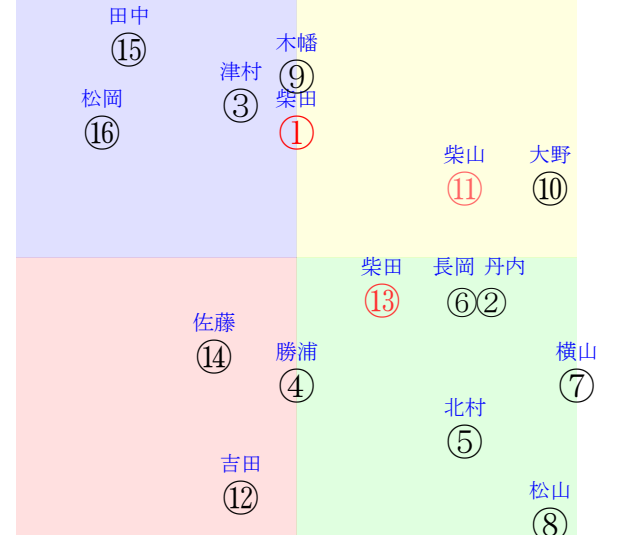 田中
⑮
木幡
⑨
津村
③
松岡
⑯
柴田
①
柴山
⑪
大野
⑩
柴田
⑬
長岡 丹内
⑥②
佐藤
⑭
勝浦
④
横山
⑦
北村
⑤
吉田
⑫
松山
⑧